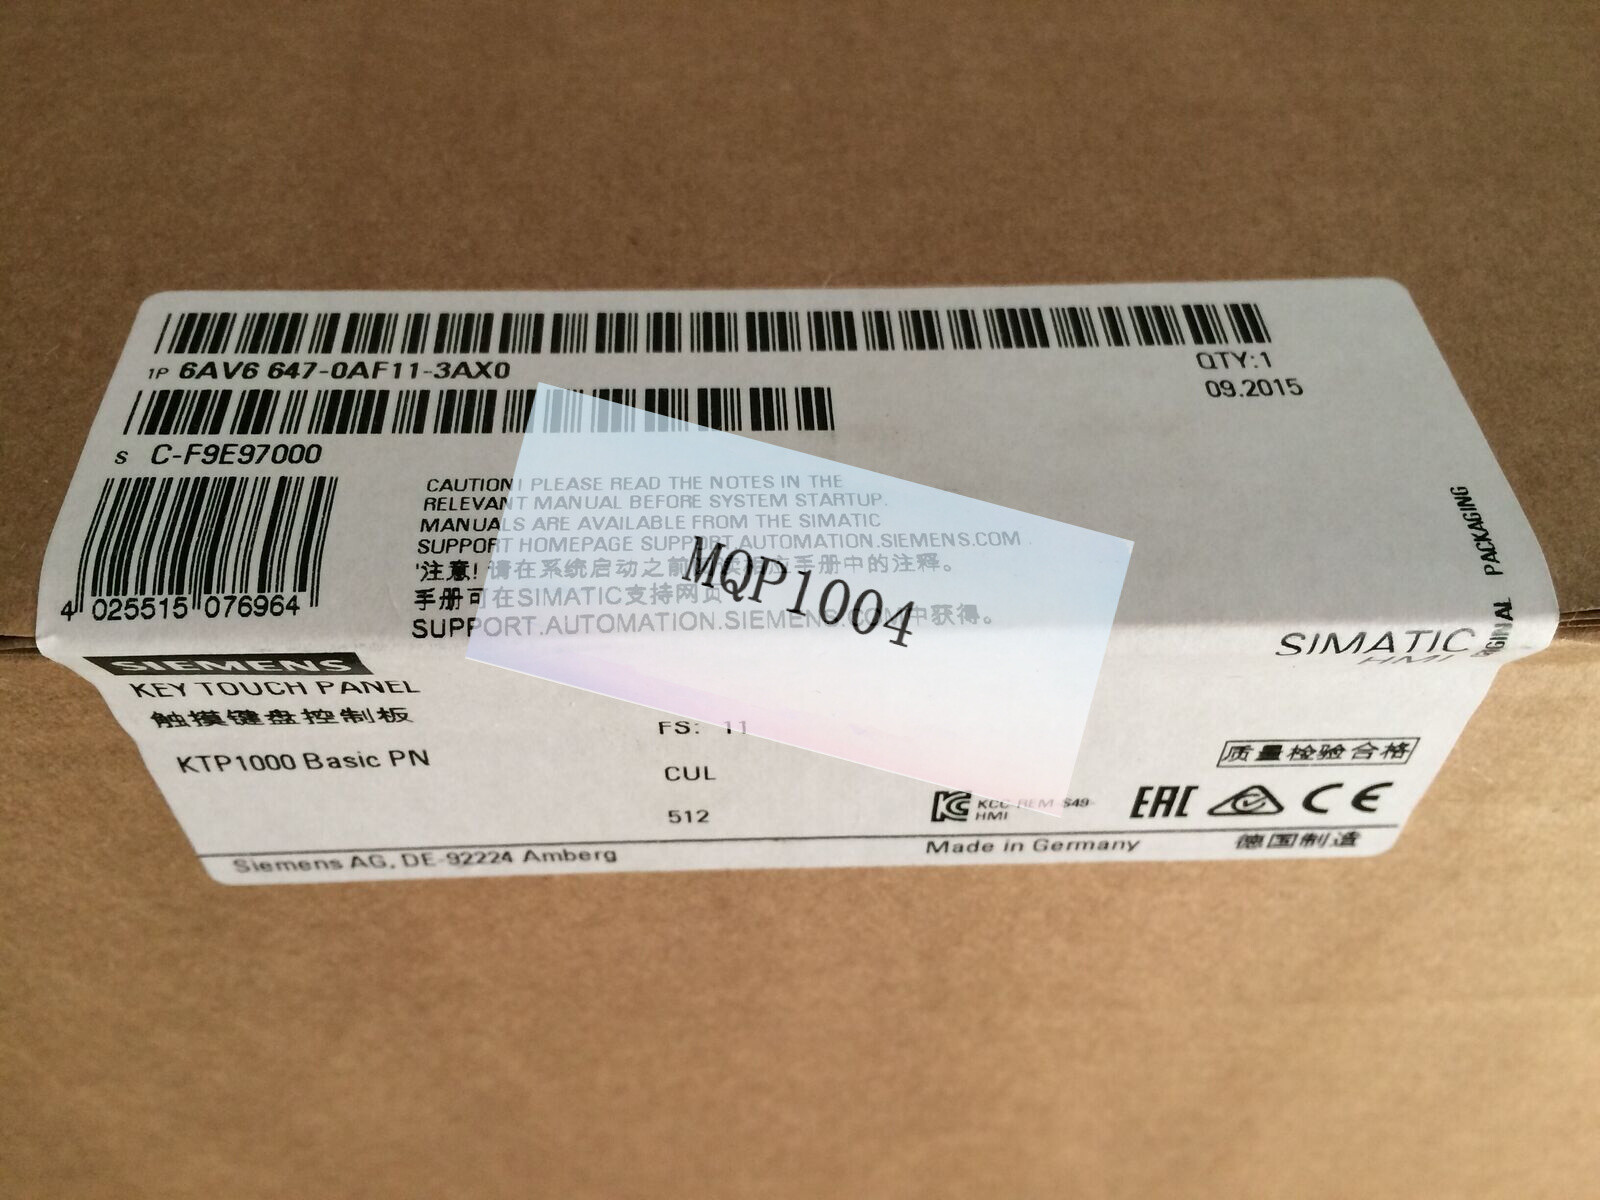 1P 6AV6 647-0AF11-3AX0
QTY:1
09.2015
S C-F9E97000
4 025515 076964
CAUTION! PLEASE READ THE NOTES IN THE
RELEVANT MANUAL BEFORE SYSTEM STARTUP.
MANUALS ARE AVAILABLE FROM THE SIMATIC
SUPPORT HOMEPAGE SUPPORT.AUTOMATION.SIEMENS.COM
'注意! 请在系统启动之前 手册中的注释。
手册可在SIMATIC支持网页
SUPPORT.AUTOMATION.SIEMENS.COM中获得。
MQP1004
PACKAGING
SIMATIC
HMI
SIEMENS
KEY TOUCH PANEL
触摸键盘控制板
KTP1000 Basic PN
FS: 11
CUL
512
质量检验合格
KCC-REM-S49-
HMI
EAC
CE
Siemens AG, DE-92224 Amberg
Made in Germany
德国制造